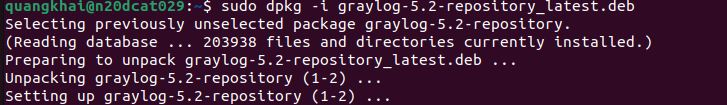 quangkhai@n20dcat029:~$ sudo dpkg -i graylog-5.2-repository_latest.deb
Selecting previously unselected package graylog-5.2-repository.
(Reading database ... 203938 files and directories currently installed.)
Preparing to unpack graylog-5.2-repository_latest.deb ...
Unpacking graylog-5.2-repository (1-2) ...
Setting up graylog-5.2-repository (1-2) ...